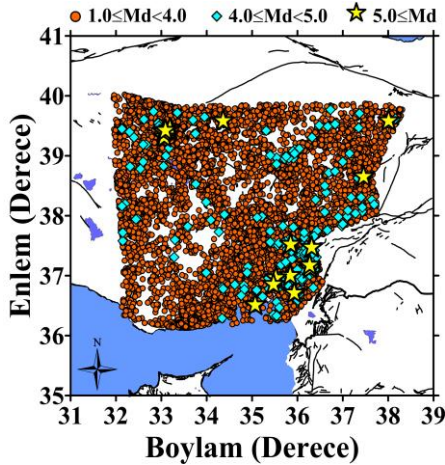 1.0≤Md<4.0 4.0≤Md<5.0 5.0≤Md
41
40
39
38
37
36
35
Enlem (Derece)
N
31 32 33 34 35 36 37 38 39
Boylam (Derece)